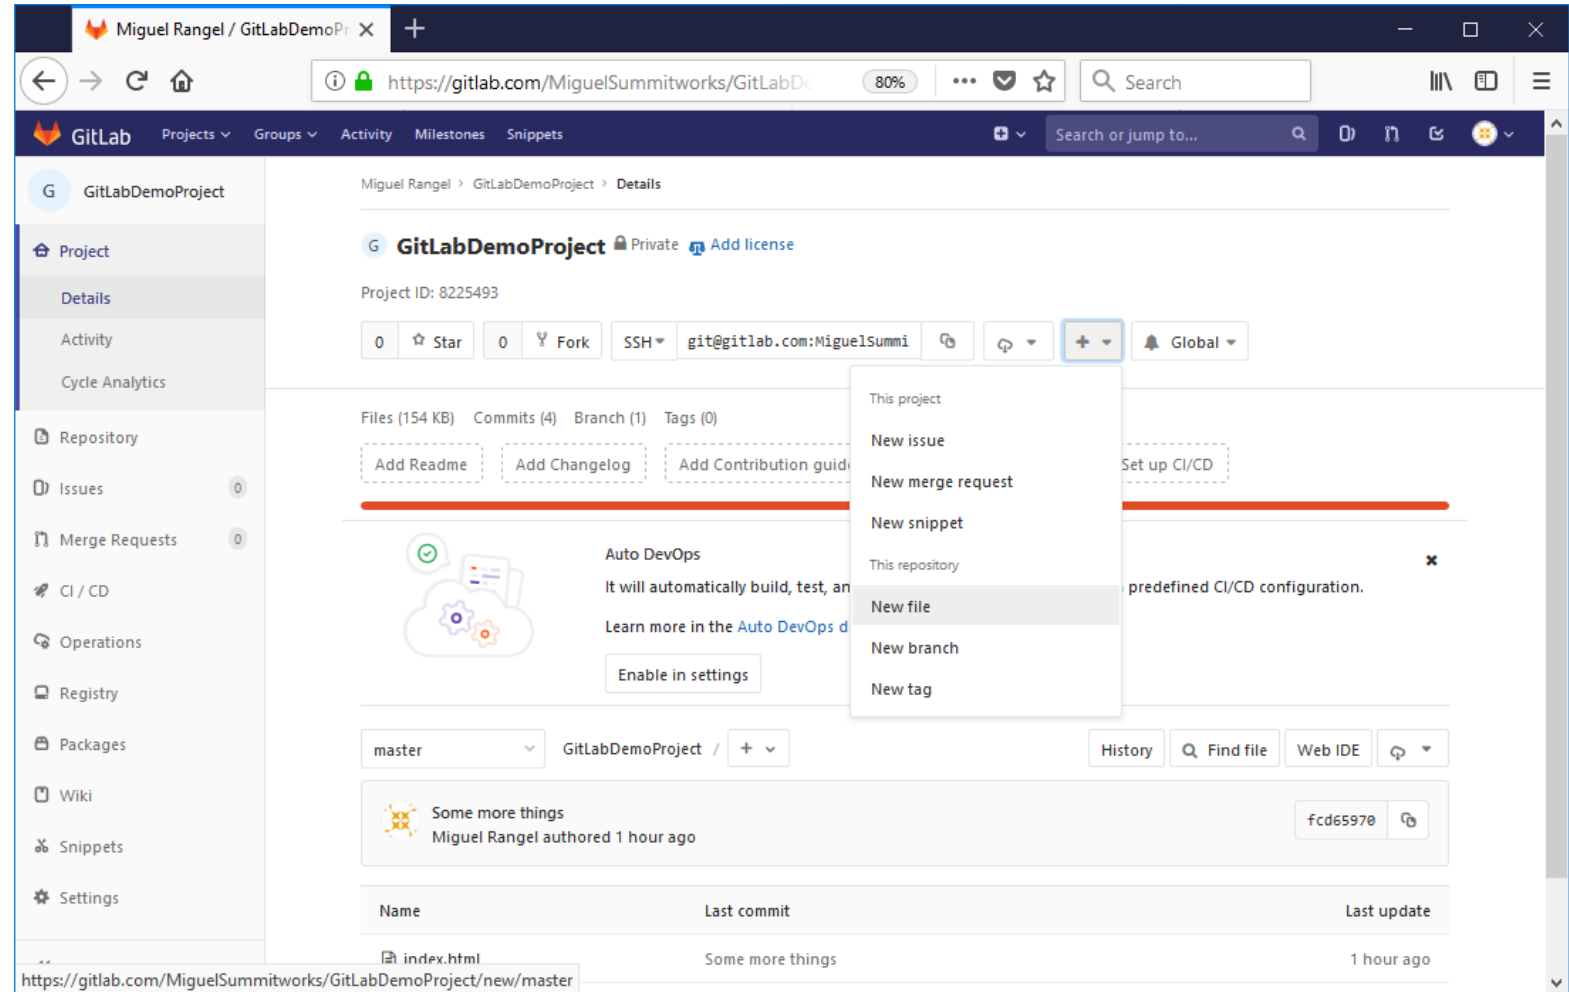 Miguel Rangel / GitLabDemoPr
https://gitlab.com/MiguelSummitworks/GitLabDe
80%
Search
GitLab
Projects
Groups
Activity
Milestones
Snippets
Search or jump to...
G
GitLabDemoProject
Project
Details
Activity
Cycle Analytics
Repository
Issues
0
Merge Requests
0
CI / CD
Operations
Registry
Packages
Wiki
Snippets
Settings
Miguel Rangel > GitLabDemoProject > Details
G
GitLabDemoProject
Private
Add license
Project ID: 8225493
0
Star
0
Fork
SSH
git@gitlab.com:MiguelSummi
Global
This project
New issue
New merge request
New snippet
This repository
New file
New branch
New tag
Files (154 KB)
Commits (4)
Branch (1)
Tags (0)
Add Readme
Add Changelog
Add Contribution guid
Set up CI/CD
Auto DevOps
It will automatically build, test, an
predefined CI/CD configuration.
Learn more in the Auto DevOps d
Enable in settings
master
GitLabDemoProject /
History
Find file
Web IDE
Some more things
Miguel Rangel authored 1 hour ago
fcd65970
Name
Last commit
Last update
index.html
Some more things
1 hour ago
https://gitlab.com/MiguelSummitworks/GitLabDemoProject/new/master